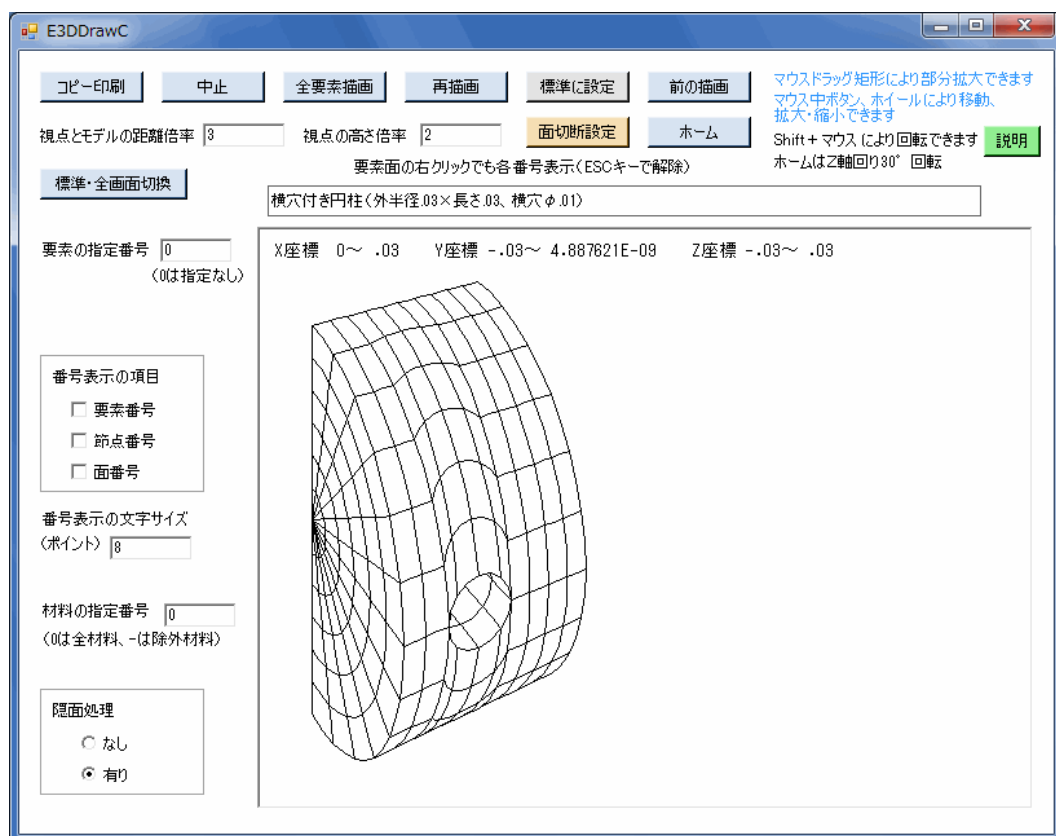 E3DDrawC
コピー印刷 中止 全要素描画 再描画 標準に設定 前の描画
マウスドラッグ矩形により部分拡大できます
マウス中ボタン、ホイールにより移動、
拡大・縮小できます
視点とモデルの距離倍率 3 視点の高さ倍率 2 面切断設定 ホーム
Shift+マウス により回転できます 説明
ホームはZ軸回り30° 回転
要素面の右クリックでも各番号表示(ESCキーで解除)
標準・全画面切換
横穴付き円柱(外半径.03×長さ.03、横穴φ.01)
要素の指定番号 0
(0は指定なし)
X座標 0～ .03 Y座標 -.03～ 4.887621E-09 Z座標 -.03～ .03
番号表示の項目
要素番号
節点番号
面番号
番号表示の文字サイズ
(ポイント) 8
材料の指定番号 0
(0は全材料、-は除外材料)
隠面処理
なし
有り